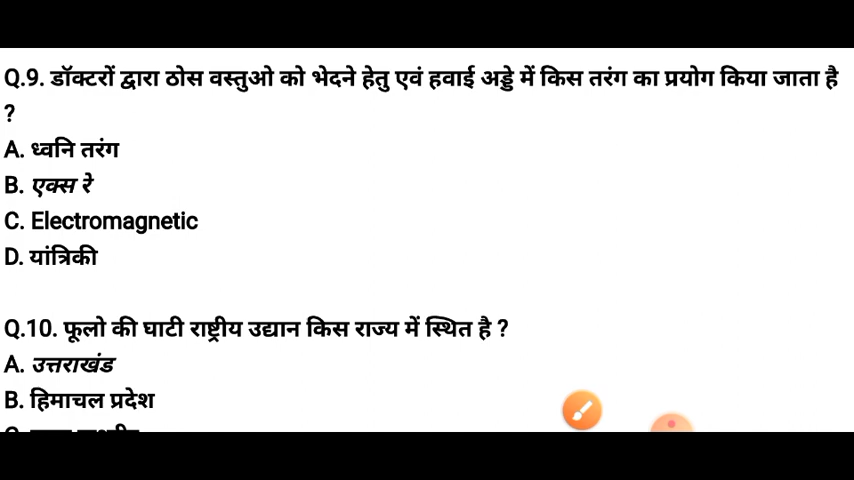 Q.9. डॉक्टरों द्वारा ठोस वस्तुओ को भेदने हेतु एवं हवाई अड्डे में किस तरंग का प्रयोग किया जाता है
?
A. ध्वनि तरंग
B. एक्स रे
C. Electromagnetic
D. यांत्रिकी
Q.10. फूलो की घाटी राष्ट्रीय उद्यान किस राज्य में स्थित है ?
A. उत्तराखंड
B. हिमाचल प्रदेश